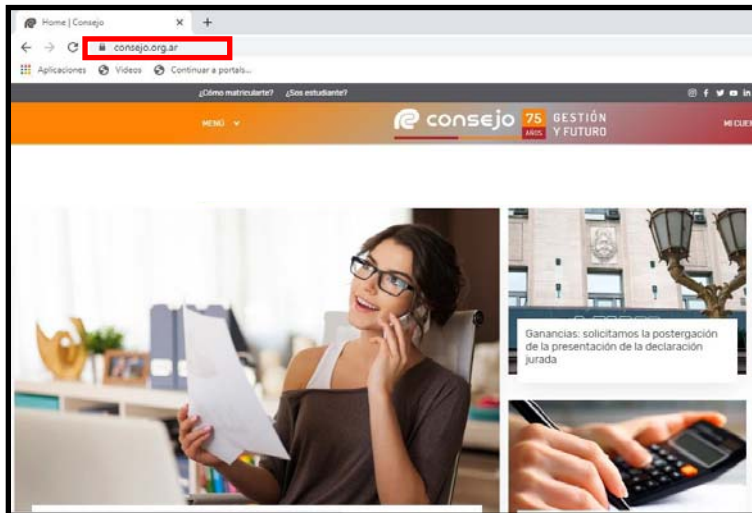 Home | Consejo
consejo.org.ar
Aplicaciones Videos Continuar a portals...
¿Cómo matricularte? ¿Sos estudiante?
MENÚ consejo 75 AÑOS GESTIÓN Y FUTURO MI CUEN
Ganancias: solicitamos la postergación
de la presentación de la declaración
jurada